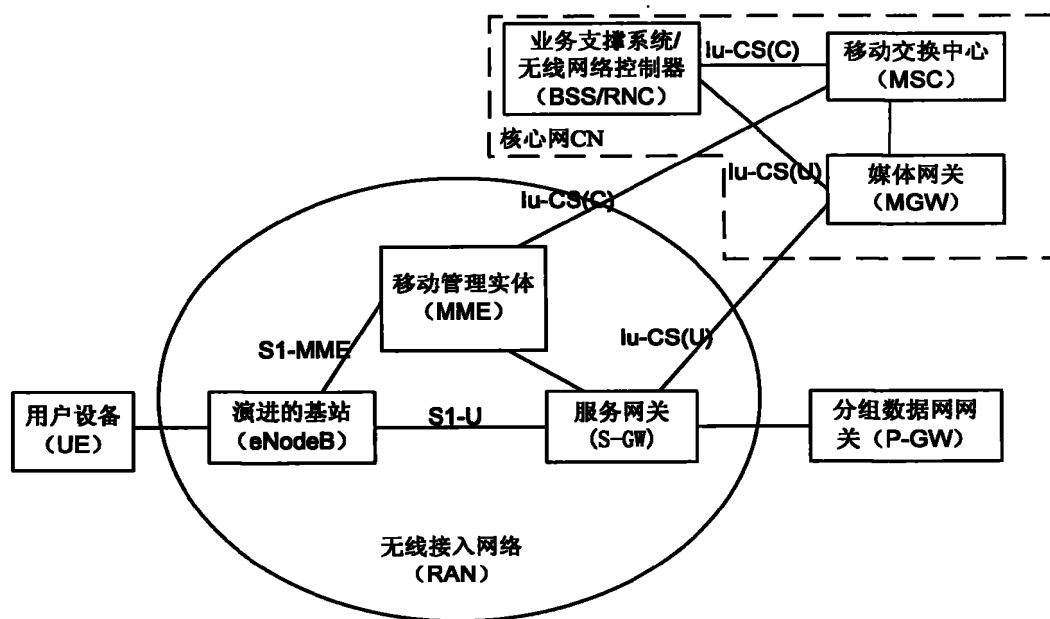 业务支撑系统/
无线网络控制器
（BSS/RNC）
Iu-CS(C)
移动交换中心
(MSC)
核心网CN
Iu-CS(U)
媒体网关
（MGW）
Iu-CS(C)
移动管理实体
（MME）
S1-MME
Iu-CS(U)
用户设备
（UE）
演进的基站
（eNodeB）
S1-U
服务网关
(S-GW)
分组数据网网
关（P-GW）
无线接入网络
（RAN）